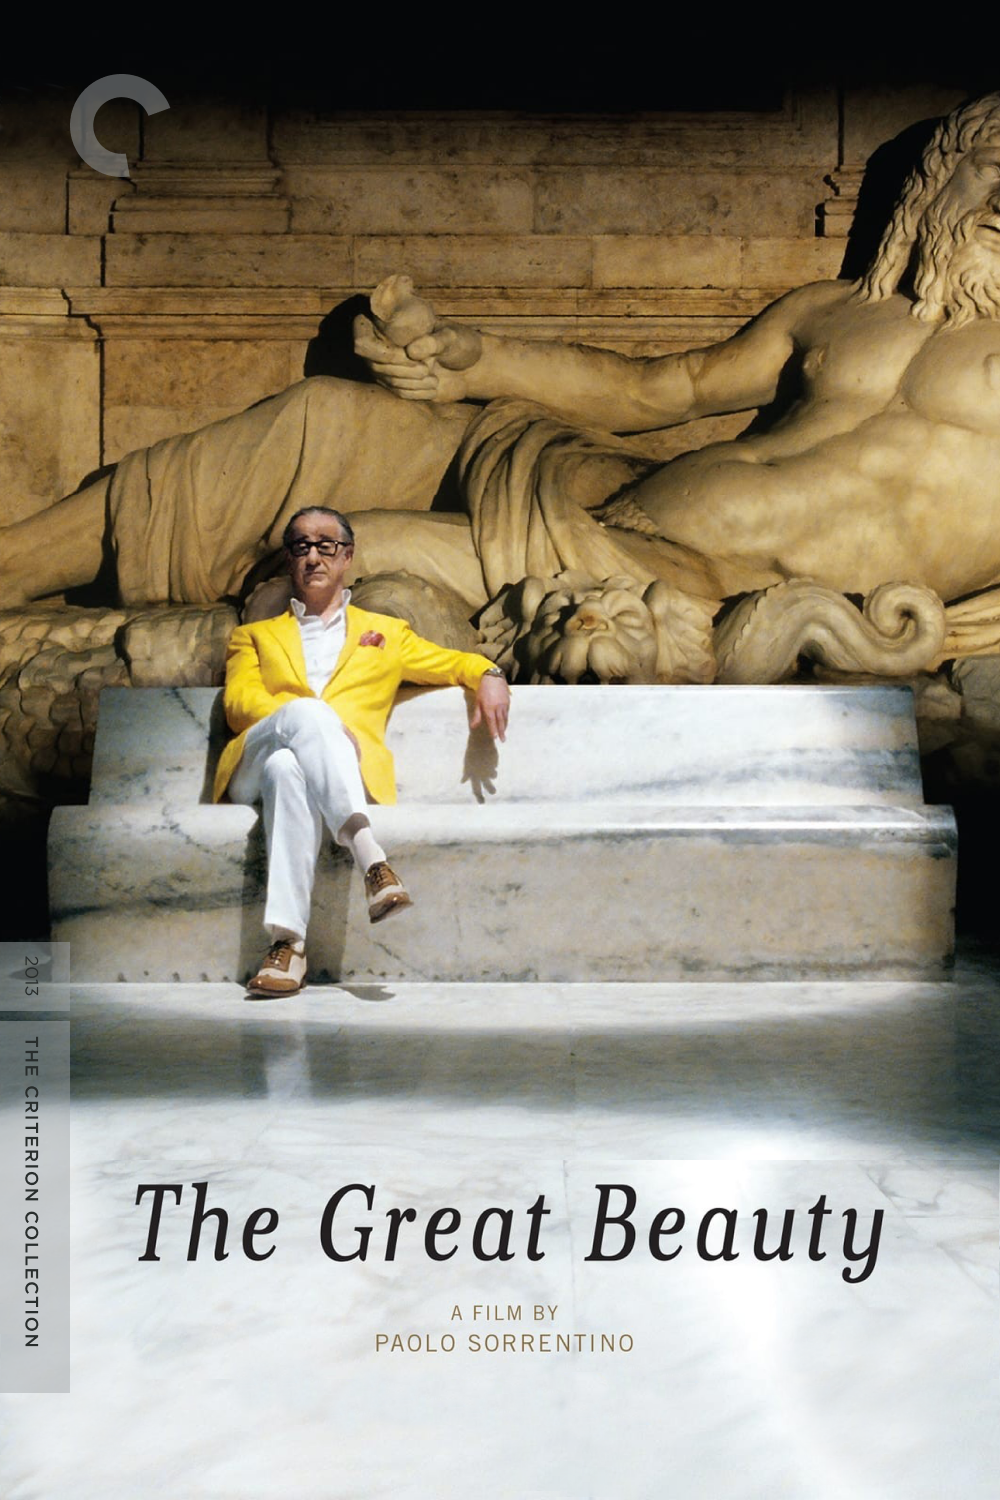 2013
THE CRITERION COLLECTION
The Great Beauty
A FILM BY
PAOLO SORRENTINO